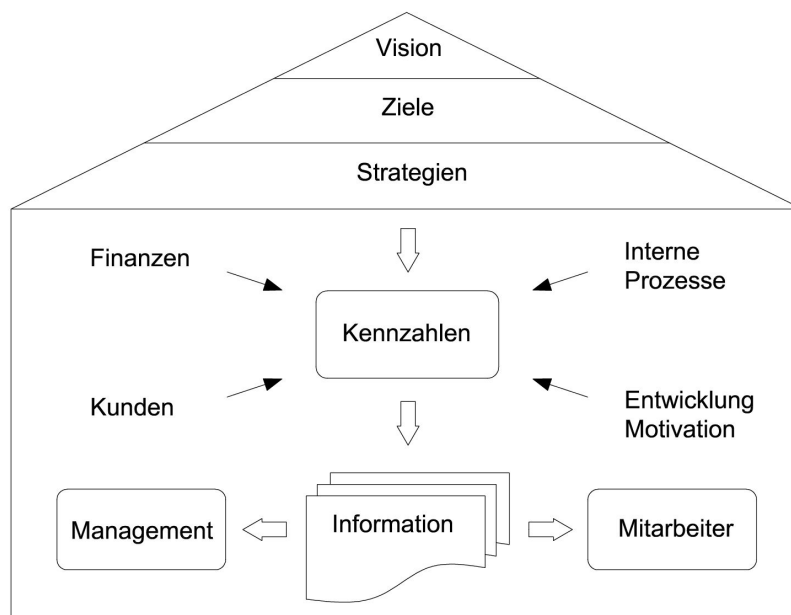 Vision
Ziele
Strategien
Finanzen
Interne
Prozesse
Kennzahlen
Kunden
Entwicklung
Motivation
Management
Information
Mitarbeiter